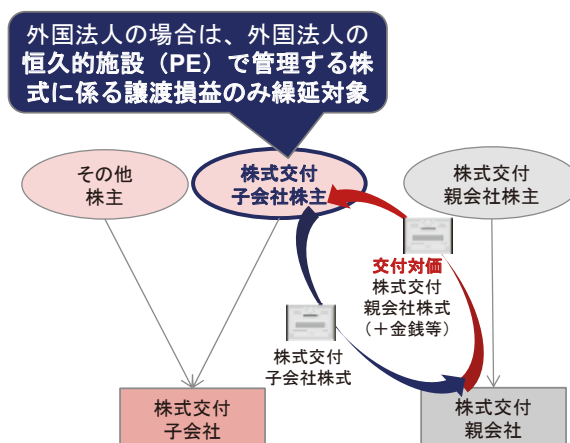 外国法人の場合は、外国法人の
恒久的施設（PE）で管理する株
式に係る譲渡損益のみ繰延対象
その他
株主
株式交付
子会社株主
株式交付
親会社株主
交付対価
株式交付
親会社株式
（＋金銭等）
株式交付
子会社株式
株式交付
子会社
株式交付
親会社